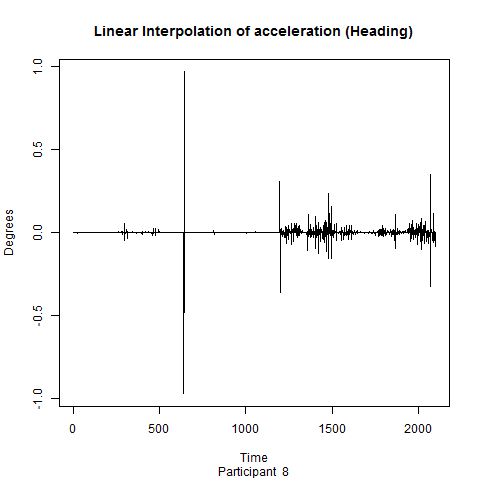 Linear Interpolation of acceleration (Heading)
1.0
0.5
0.0
-0.5
-1.0
Degrees
0 500 1000 1500 2000
Time
Participant 8